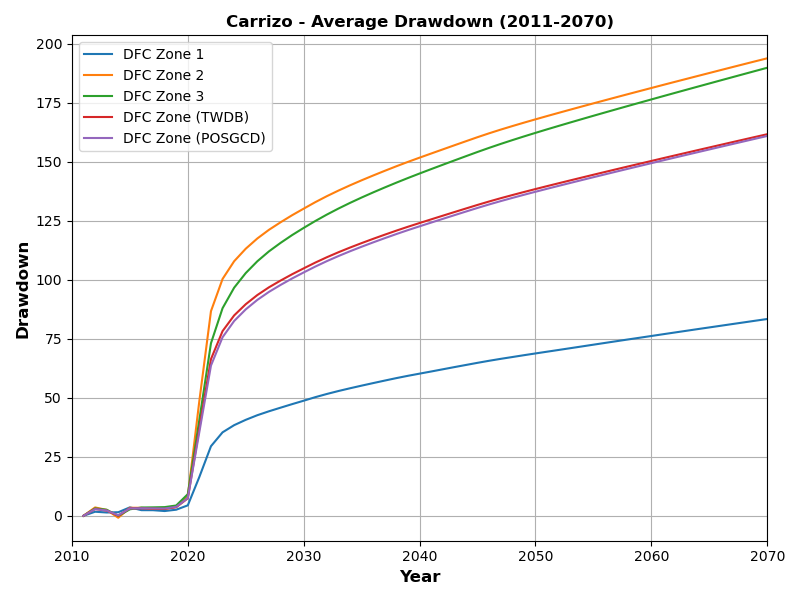 Carrizo - Average Drawdown (2011-2070)
DFC Zone 1
DFC Zone 2
DFC Zone 3
DFC Zone (TWDB)
DFC Zone (POSGCD)
Drawdown
200
175
150
125
100
75
50
25
0
2010 2020 2030 2040 2050 2060 2070
Year